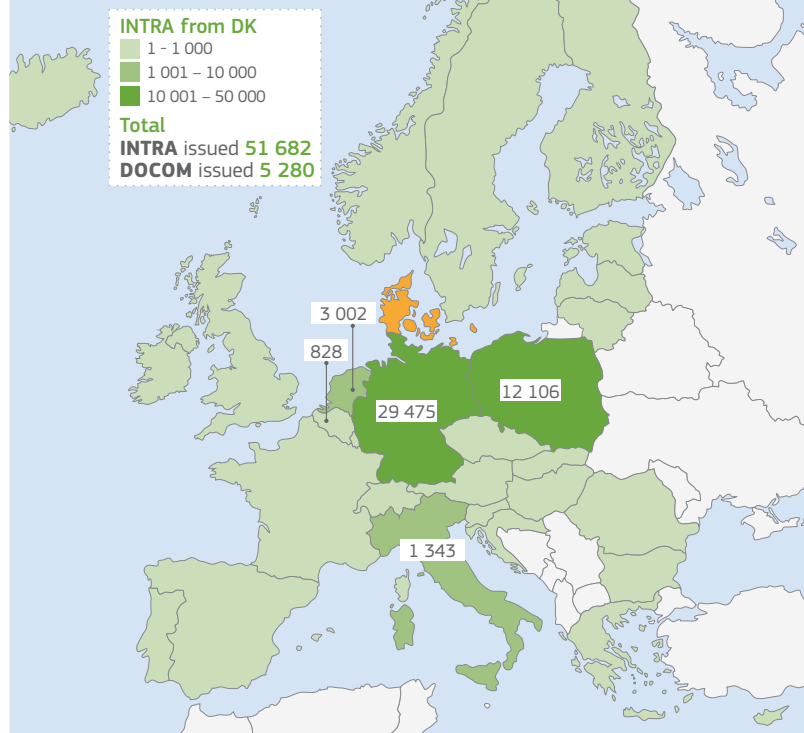 INTRA from DK
1 - 1 000
1 001 – 10 000
10 001 – 50 000
Total
INTRA issued 51 682
DOCOM issued 5 280
3 002
828
29 475
12 106
1 343